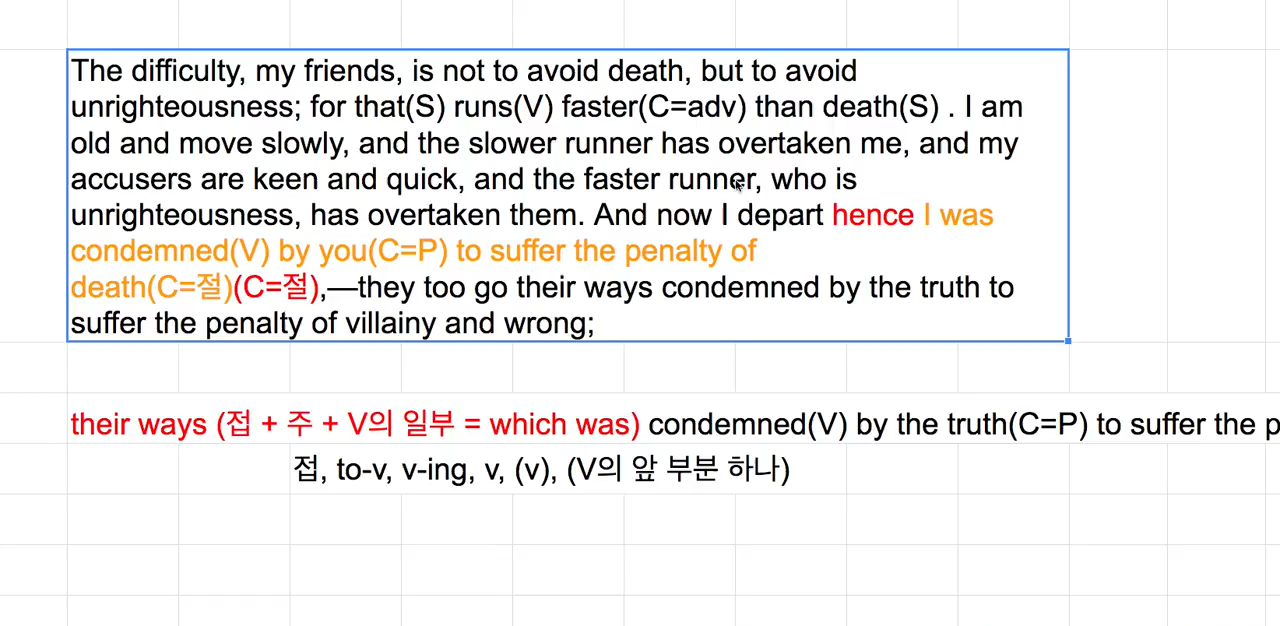 The difficulty, my friends, is not to avoid death, but to avoid
unrighteousness; for that(S) runs(V) faster(C=adv) than death(S) . I am
old and move slowly, and the slower runner has overtaken me, and my
accusers are keen and quick, and the faster runner, who is
unrighteousness, has overtaken them. And now I depart hence I was
condemned(V) by you(C=P) to suffer the penalty of
death(C=절)(C=절),—they too go their ways condemned by the truth to
suffer the penalty of villainy and wrong;
their ways (접 + 주 + V의 일부 = which was) condemned(V) by the truth(C=P) to suffer the p
접, to-v, v-ing, v, (v), (V의 앞 부분 하나)